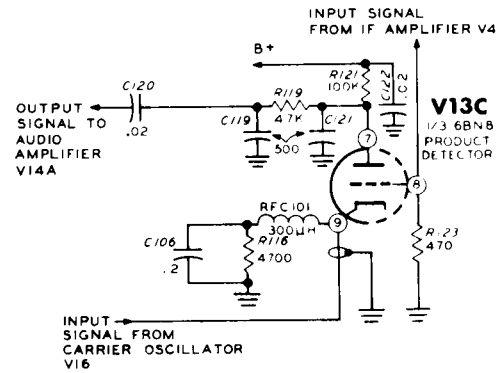 INPUT SIGNAL
FROM IF AMPLIFIER V4
B+
C120
.02
R119
47K
R121
100K
C122
.02
V13C
1/3 6BN8
PRODUCT
DETECTOR
OUTPUT
SIGNAL TO
AUDIO
AMPLIFIER
V14A
C119
500
C121
7
8
9
RFC101
300μH
C106
.2
R116
4700
R123
470
INPUT
SIGNAL FROM
CARRIER OSCILLATOR
V16